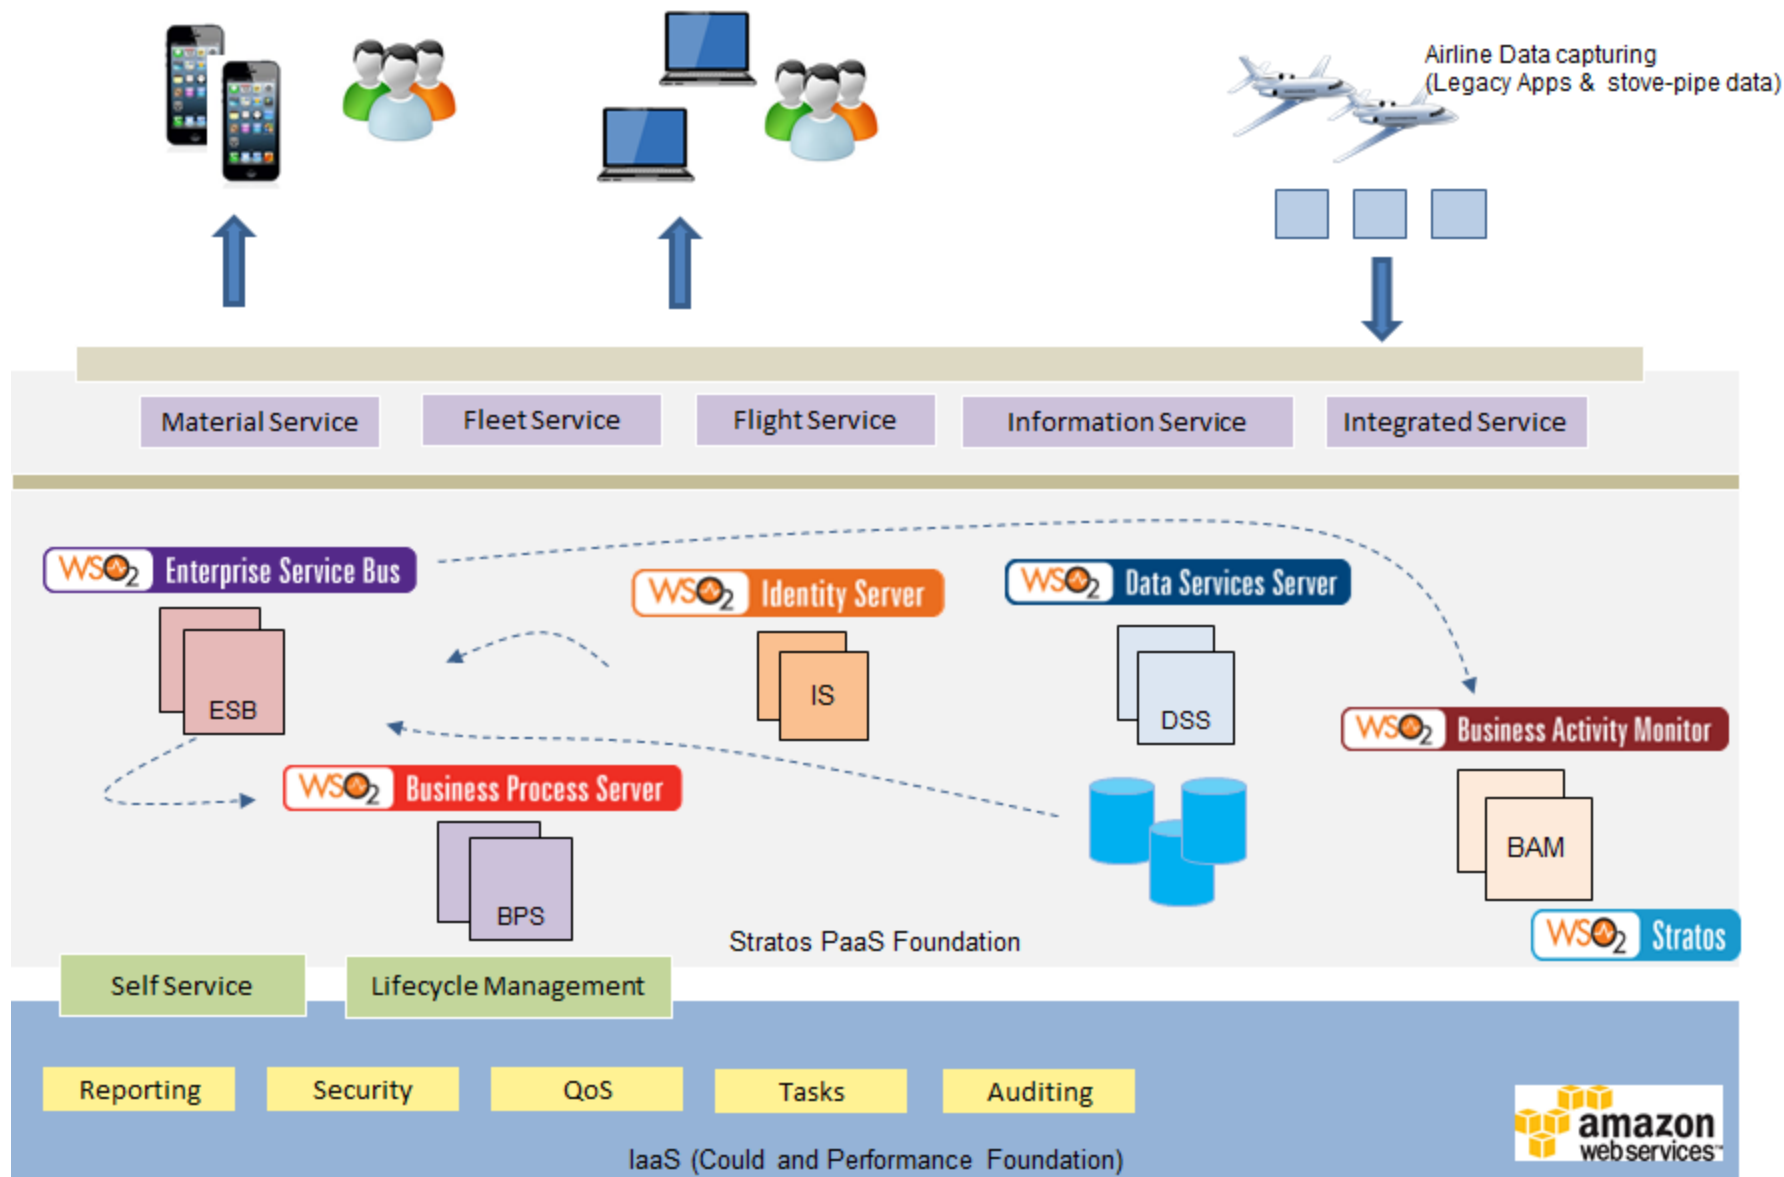 Airline Data capturing
(Legacy Apps & stove-pipe data)
Material Service
Fleet Service
Flight Service
Information Service
Integrated Service
WSO2 Enterprise Service Bus
WSO2 Identity Server
WSO2 Data Services Server
ESB
IS
DSS
WSO2 Business Activity Monitor
WSO2 Business Process Server
BAM
BPS
Stratos PaaS Foundation
WSO2 Stratos
Self Service
Lifecycle Management
Reporting
Security
QoS
Tasks
Auditing
amazon
webservices™
IaaS (Could and Performance Foundation)